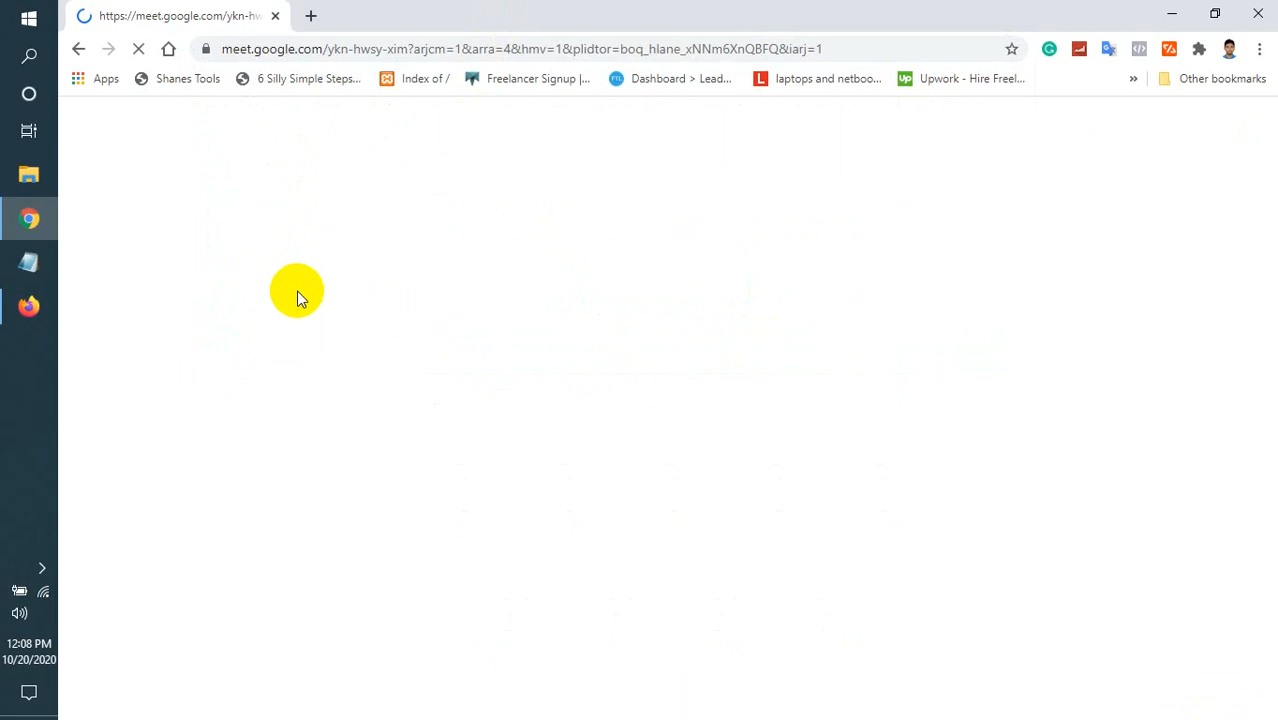 https://meet.google.com/ykn-hw
meet.google.com/ykn-hwsy-xim?arjcm=1&arra=4&hmv=1&plidtor=boq_hlane_xNNm6XnQBFQ&iarj=1
Apps Shanes Tools 6 Silly Simple Steps... Index of / Freelancer Signup |... FTL Dashboard > Lead... L laptops and netboo... Up Upwork - Hire Freel... » Other bookmarks
12:08 PM
10/20/2020